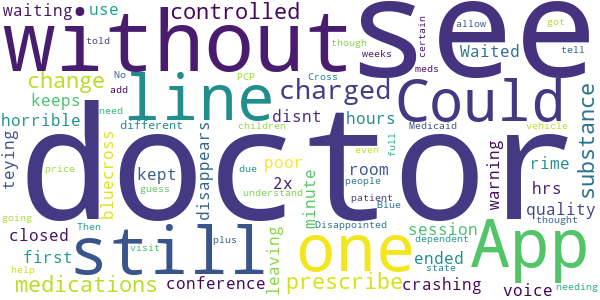 waiting use controlled without see allow got certain
told though weeks Waited tell
No change add PCP Cross meds
keeps need line charged Could substance
horrible different children disnt hours Medicaid vehicle
teying doctor
bluecross disappears kept poor room even full warning rime
price guess due 2x people minute patient Blue hrs quality
understand thought
going closed Then still one Disappointed session App
first visit plus leaving dependent ended
help medications conference prescribe state crashing voice needing